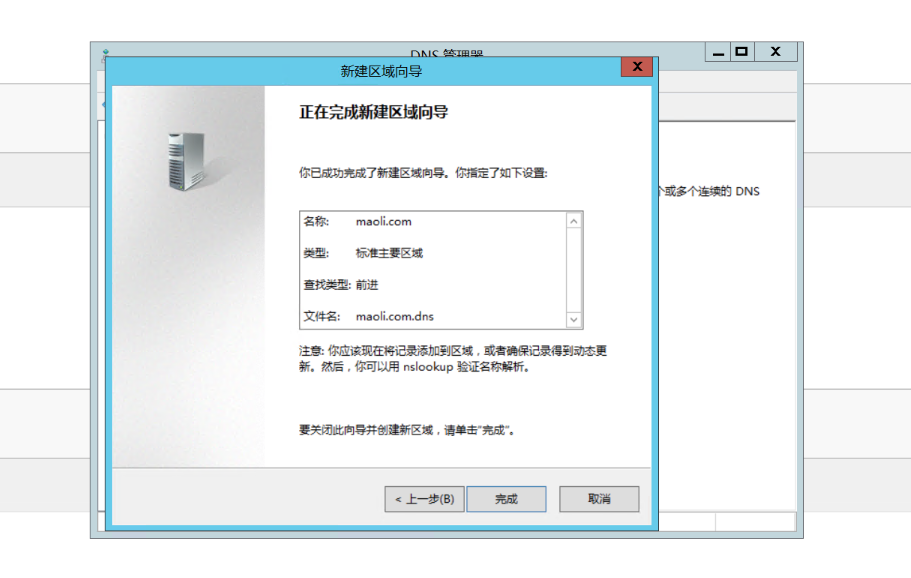 DNS 管理器
新建区域向导
正在完成新建区域向导
你已成功完成了新建区域向导。你指定了如下设置:
名称: maoli.com
类型: 标准主要区域
查找类型: 前进
文件名: maoli.com.dns
注意: 你应该现在将记录添加到区域，或者确保记录得到动态更
新。然后，你可以用 nslookup 验证名称解析。
要关闭此向导并创建新区域，请单击"完成"。
< 上一步(B) 完成 取消
个或多个连续的 DNS